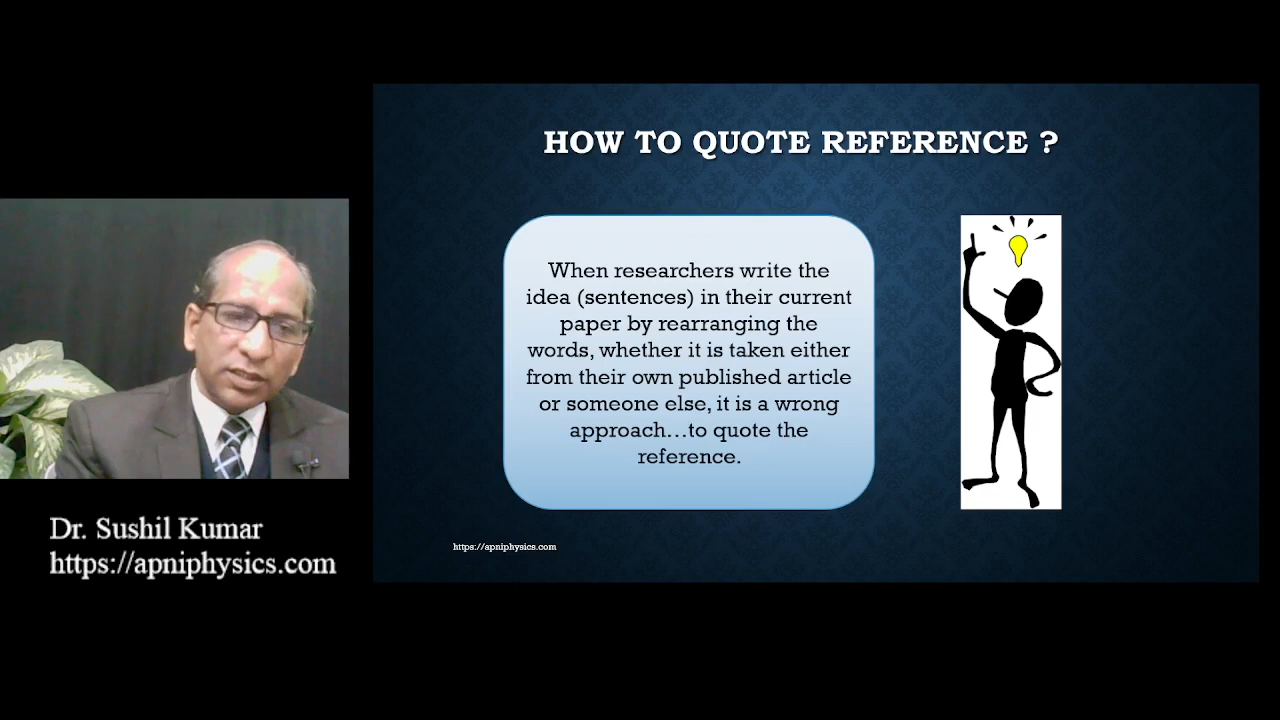 HOW TO QUOTE REFERENCE ?
When researchers write the
idea (sentences) in their current
paper by rearranging the
words, whether it is taken either
from their own published article
or someone else, it is a wrong
approach...to quote the
reference.
https://apniphysics.com
Dr. Sushil Kumar
https://apniphysics.com